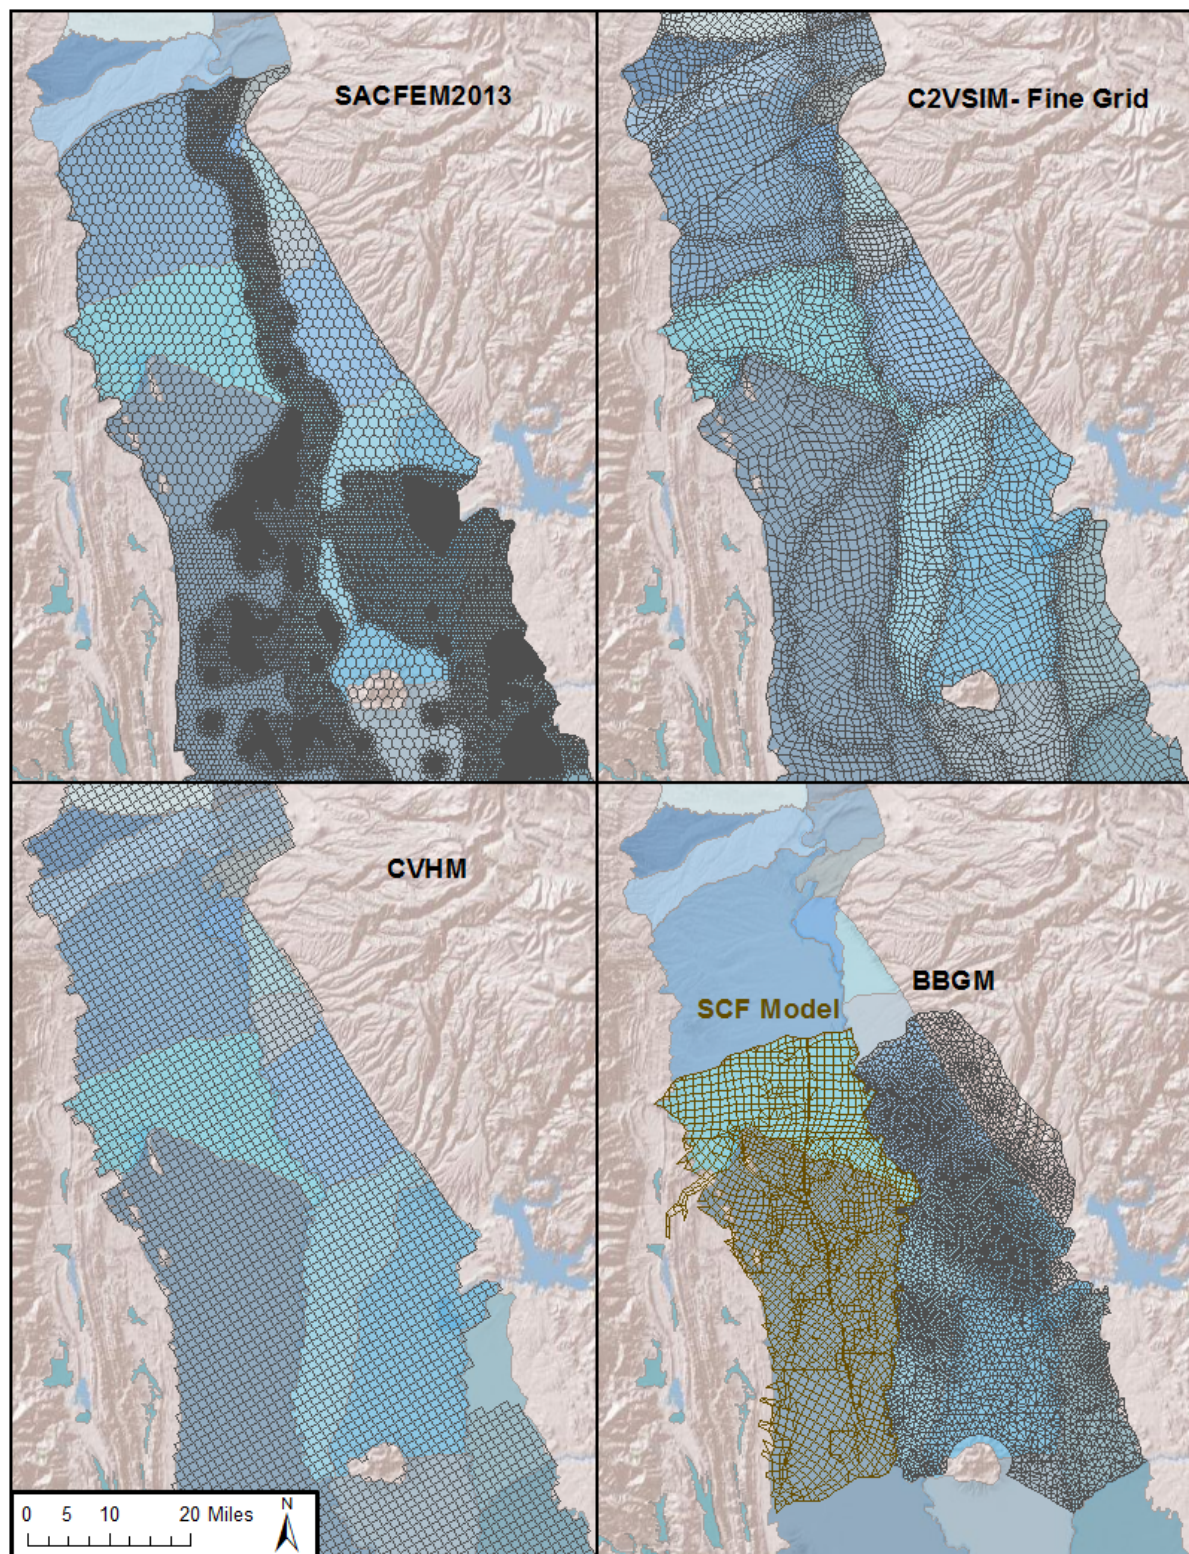 SACFEM2013
C2VSIM- Fine Grid
CVHM
BBGM
SCF Model
0 5 10 20 Miles
N